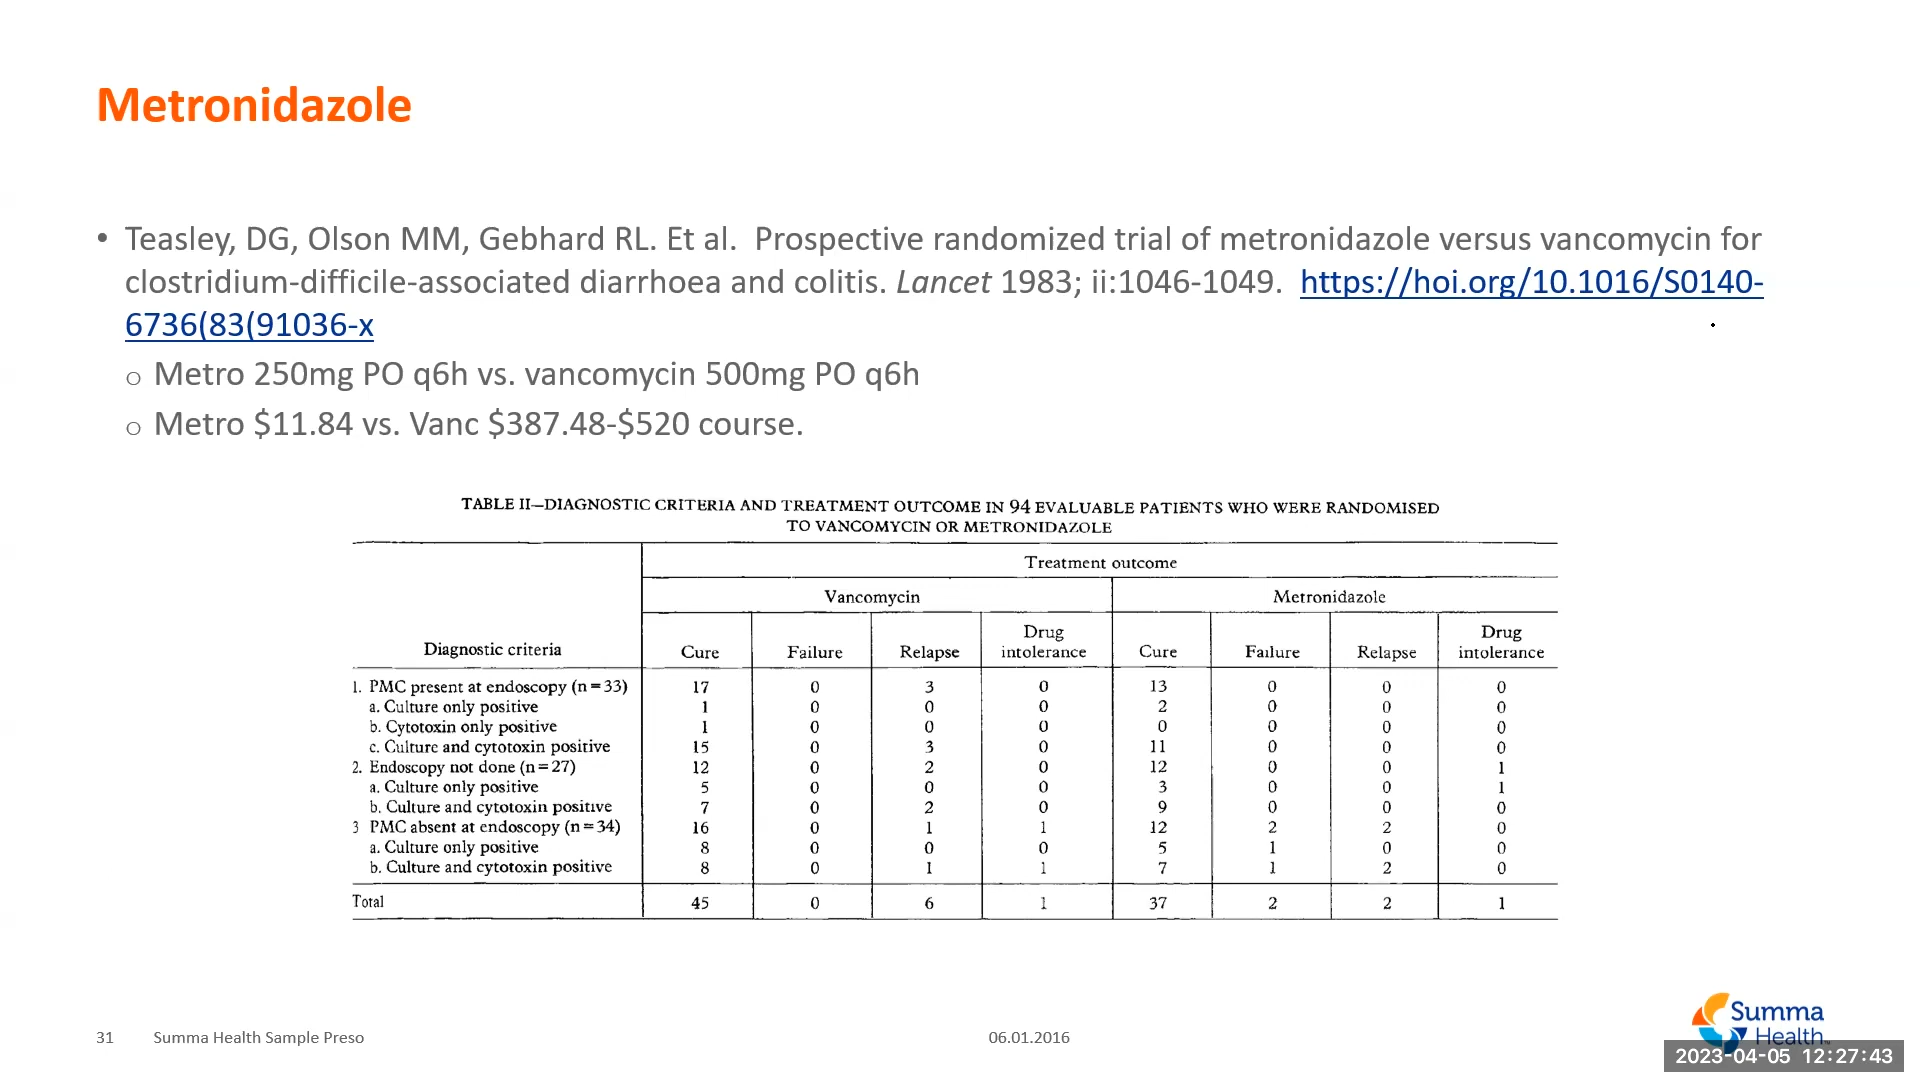 Metronidazole
• Teasley, DG, Olson MM, Gebhard RL. Et al.  Prospective randomized trial of metronidazole versus vancomycin for
clostridium-difficile-associated diarrhoea and colitis. Lancet 1983; ii:1046-1049.  https://hoi.org/10.1016/S0140-
6736(83(91036-x
o Metro 250mg PO q6h vs. vancomycin 500mg PO q6h
o Metro $11.84 vs. Vanc $387.48-$520 course.
TABLE II—DIAGNOSTIC CRITERIA AND TREATMENT OUTCOME IN 94 EVALUABLE PATIENTS WHO WERE RANDOMISED
TO VANCOMYCIN OR METRONIDAZOLE
Treatment outcome
Vancomycin Metronidazole
Diagnostic criteria Cure Failure Relapse Drug intolerance Cure Failure Relapse Drug intolerance
1. PMC present at endoscopy (n=33) 17 0 3 0 13 0 0 0
a. Culture only positive 1 0 0 0 2 0 0 0
b. Cytotoxin only positive 1 0 0 0 0 0 0 0
c. Culture and cytotoxin positive 15 0 3 0 11 0 0 0
2. Endoscopy not done (n=27) 12 0 2 0 12 0 0 1
a. Culture only positive 5 0 0 0 3 0 0 1
b. Culture and cytotoxin positive 7 0 2 0 9 0 0 0
3 PMC absent at endoscopy (n=34) 16 0 1 1 12 2 2 0
a. Culture only positive 8 0 0 0 5 1 0 0
b. Culture and cytotoxin positive 8 0 1 1 7 1 2 0
Total 45 0 6 1 37 2 2 1
31 Summa Health Sample Preso 06.01.2016
Summa
Health
2023-04-05 12:27:43